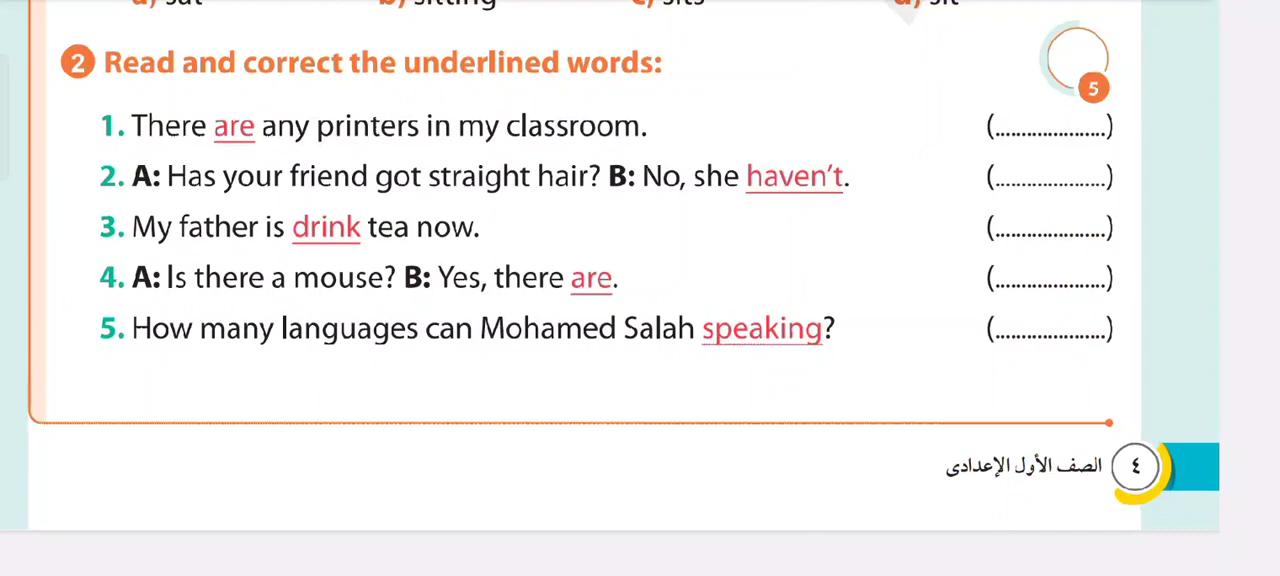 2 Read and correct the underlined words:
5
1. There are any printers in my classroom. (.....................)
2. A: Has your friend got straight hair? B: No, she haven't. (.....................)
3. My father is drink tea now. (.....................)
4. A: Is there a mouse? B: Yes, there are. (.....................)
5. How many languages can Mohamed Salah speaking? (.....................)
الصف الأول الإعدادى ٤